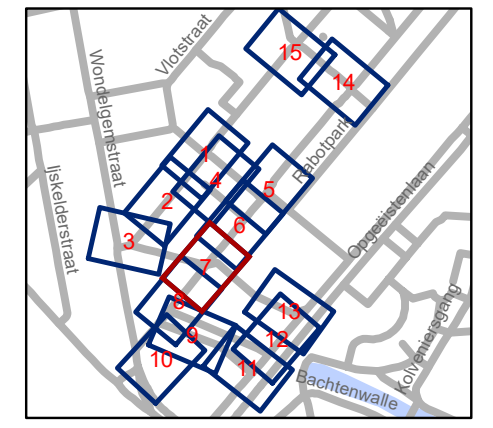 Vlotstraat
15
14
Wondelgemstraat
Rabotpark
1
4
5
2
Ijskelderstraat
6
3
Opgeëistenlaan
7
8
13
9
12
10
11
Kolveniersgang
Bachtenwalle